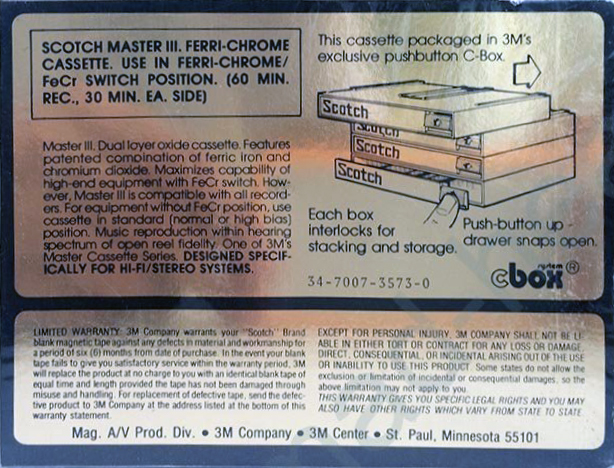 SCOTCH MASTER III. FERRI-CHROME
CASSETTE. USE IN FERRI-CHROME/
FeCr SWITCH POSITION. (60 MIN.
REC., 30 MIN. EA. SIDE)
Master III. Dual layer oxide cassette. Features
patented combination of ferric iron and
chromium dioxide. Maximizes capability of
high-end equipment with FeCr switch. How-
ever, Master III is compatible with all record-
ers. For equipment without FeCr position, use
cassette in standard (normal or high bias)
position. Music reproduction within hearing
spectrum of open reel fidelity. One of 3M's
Master Cassette Series. DESIGNED SPECIF-
ICALLY FOR HI-FI/STEREO SYSTEMS.
This cassette packaged in 3M's
exclusive pushbutton C-Box.
Scotch
Scotch
Scotch
Scotch
Each box
interlocks for
stacking and storage.
Push-button up -
drawer snaps open.
34-7007-3573-0
system
cbox®
LIMITED WARRANTY: 3M Company warrants your "Scotch" Brand
blank magnetic tape against any defects in material and workmanship for
a period of six (6) months from date of purchase. In the event your blank
tape fails to give you satisfactory service within the warranty period, 3M
will replace the product at no charge to you with an identical blank tape of
equal time and length provided the tape has not been damaged through
misuse and handling. For replacement of defective tape, send the defec-
tive product to 3M Company at the address listed at the bottom of this
warranty statement.
EXCEPT FOR PERSONAL INJURY, 3M COMPANY SHALL NOT BE LI-
ABLE IN EITHER TORT OR CONTRACT FOR ANY LOSS OR DAMAGE,
DIRECT, CONSEQUENTIAL, OR INCIDENTAL ARISING OUT OF THE USE
OR INABILITY TO USE THIS PRODUCT. Some states do not allow the
exclusion or limitation of incidental or consequential damages, so the
above limitation may not apply to you.
THIS WARRANTY GIVES YOU SPECIFIC LEGAL RIGHTS AND YOU MAY
ALSO HAVE OTHER RIGHTS WHICH VARY FROM STATE TO STATE.
Mag. A/V Prod. Div. • 3M Company • 3M Center • St. Paul, Minnesota 55101